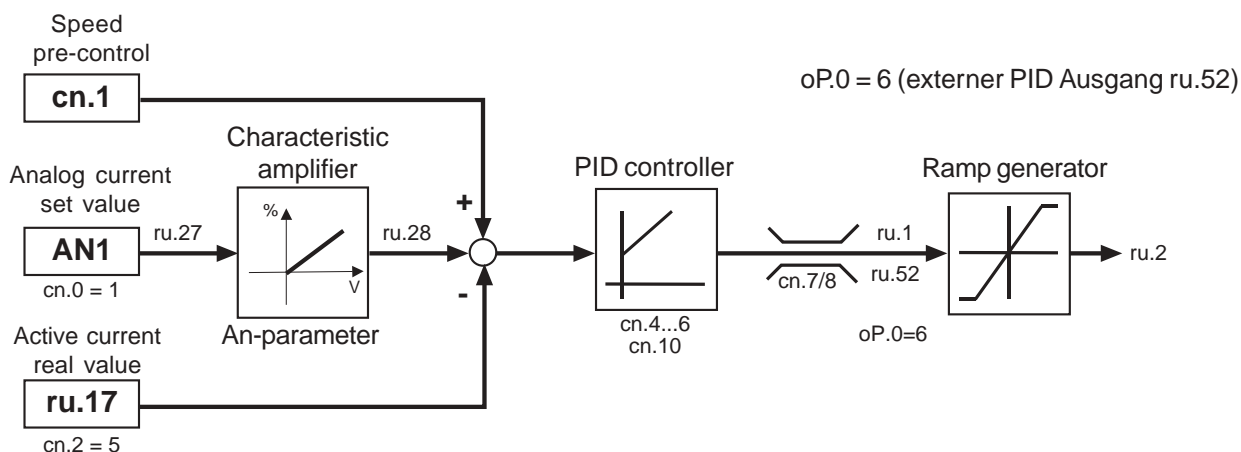 Speed
pre-control
cn.1
oP.0 = 6 (externer PID Ausgang ru.52)
Analog current
set value
AN1
cn.0 = 1
ru.27
Characteristic
amplifier
%
V
An-parameter
ru.28
+
-
Active current
real value
ru.17
cn.2 = 5
PID controller
cn.4...6
cn.10
cn.7/8
ru.1
ru.52
Ramp generator
oP.0=6
ru.2